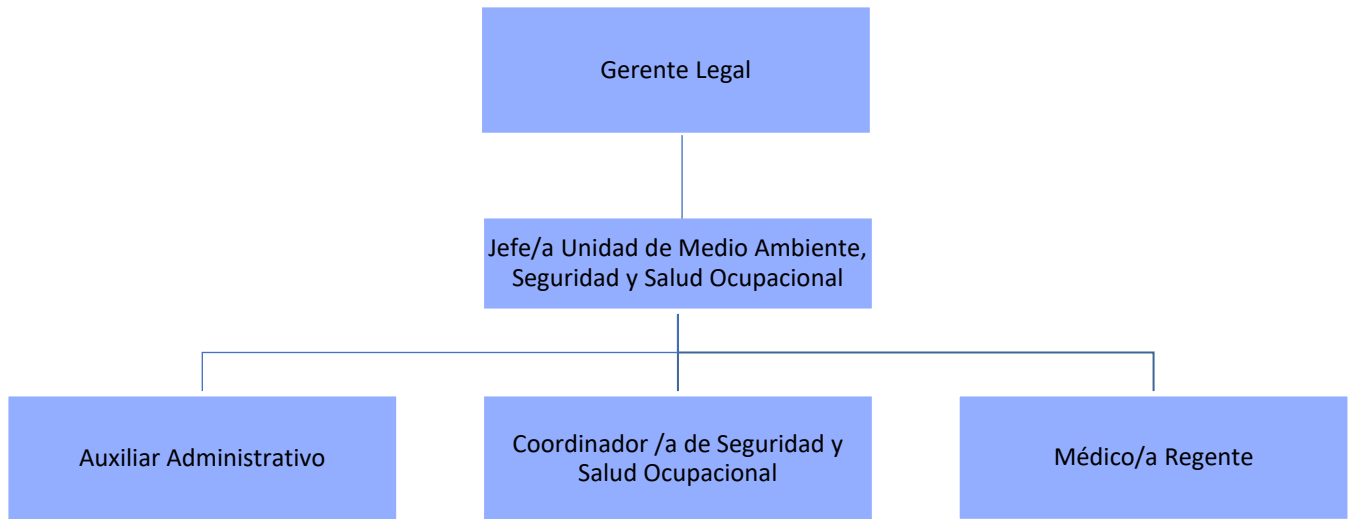 Gerente Legal
Jefe/a Unidad de Medio Ambiente,
Seguridad y Salud Ocupacional
Auxiliar Administrativo
Coordinador /a de Seguridad y
Salud Ocupacional
Médico/a Regente